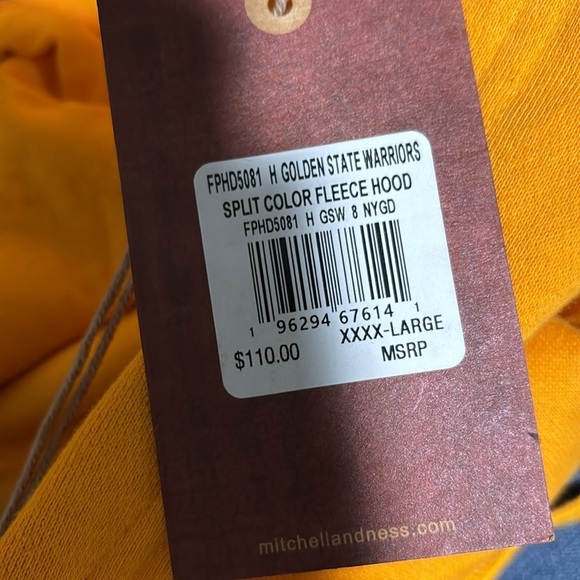 FPHD5081 H GOLDEN STATE WARRIORS
SPLIT COLOR FLEECE HOOD
FPHD5081 H GSW 8 NYGD
1 96294 67614 1
XXXX-LARGE
$110.00 MSRP
mitchellandness.com